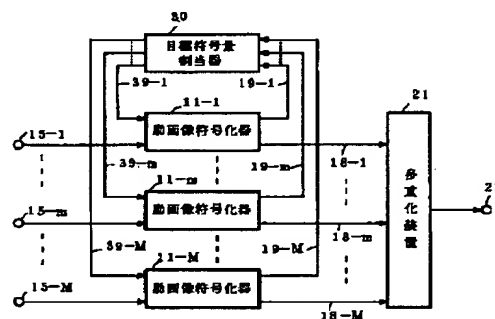 30
目標符号量
割当器
39-1
19-1
11-1
21
15-1
動画像符号化器
18-1
39-m
19-m
11-m
15-m
動画像符号化器
18-m
多重化装置
2
39-M
19-M
11-M
15-M
動画像符号化器
18-M